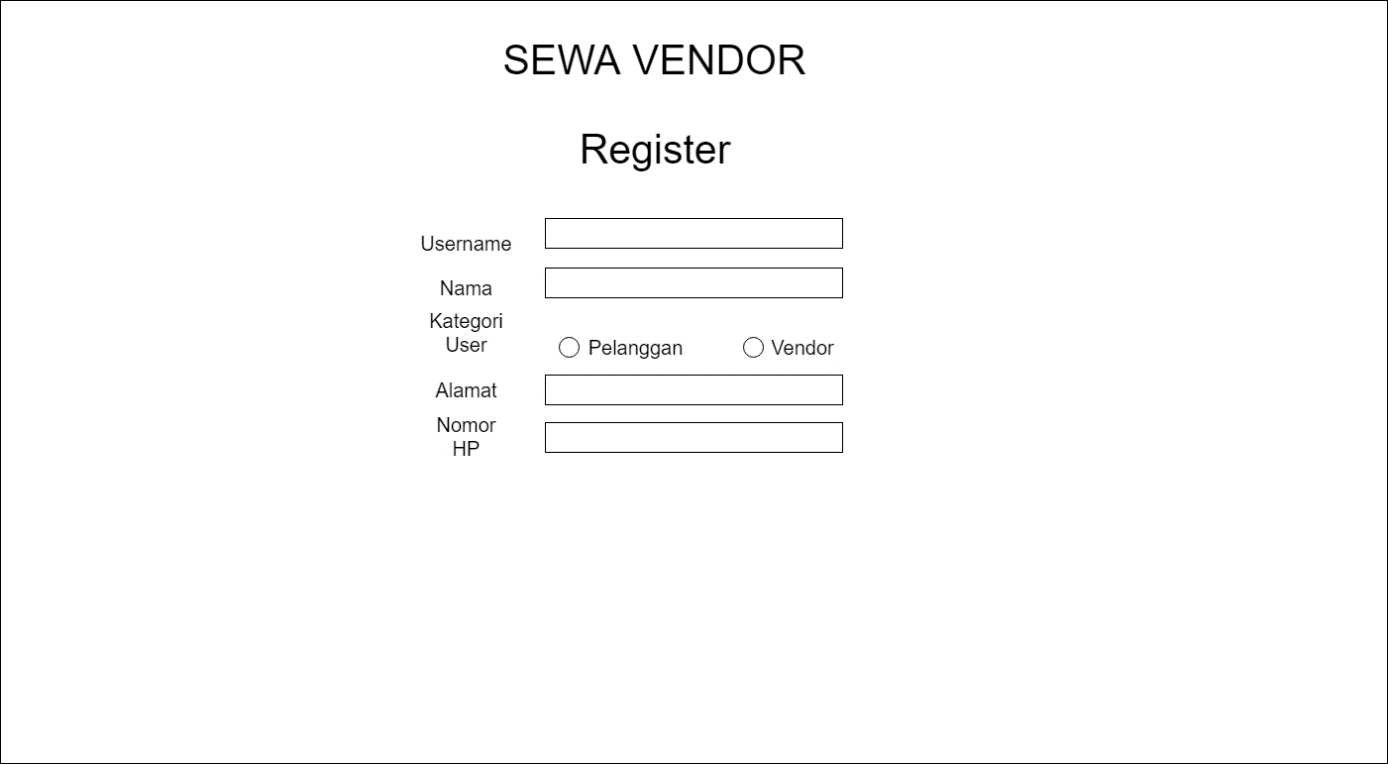 SEWA VENDOR
Register
Username
Nama
Kategori
User
Pelanggan Vendor
Alamat
Nomor
HP